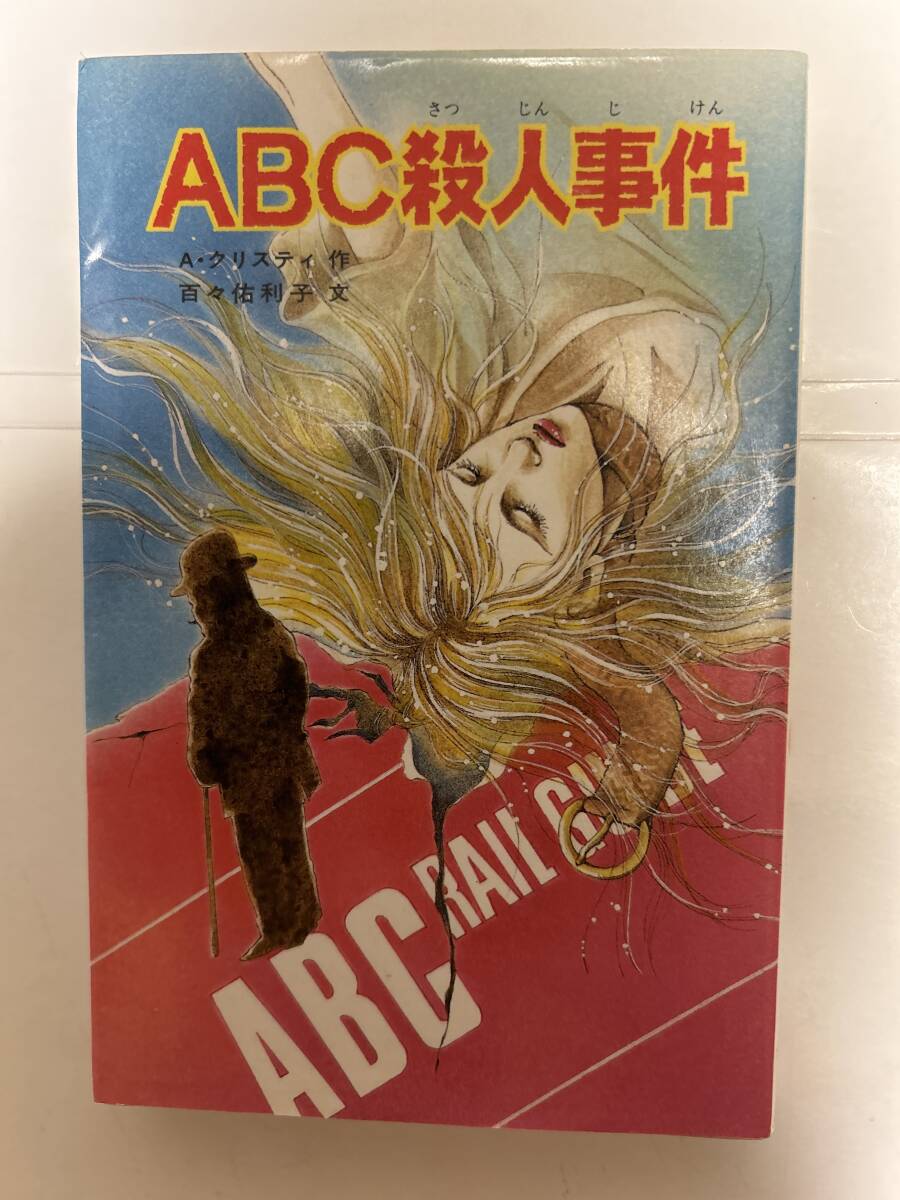 さつ じん じ けん
ABC殺人事件
A・クリスティ 作
百々佑利子 文
ABC RAIL GUIDE